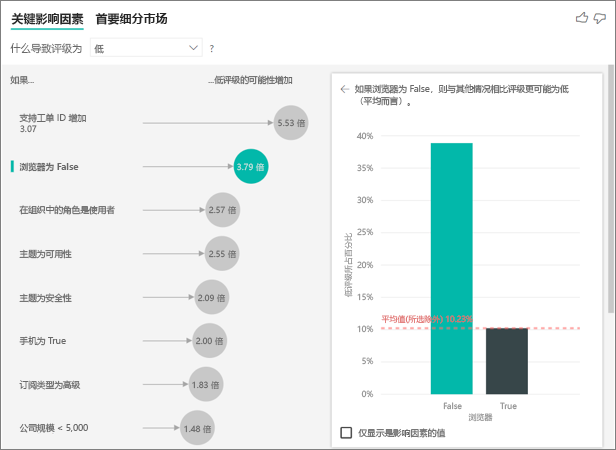 关键影响因素 首要细分市场
什么导致评级为 低 ?
如果... ...低评级的可能性增加
支持工单 ID 增加
3.07
5.53 倍
浏览器为 False
3.79 倍
在组织中的角色是使用者
2.57 倍
主题为可用性
2.55 倍
主题为安全性
2.09 倍
手机为 True
2.00 倍
订阅类型为高级
1.83 倍
公司规模 < 5,000
1.48 倍
如果浏览器为 False，则与其他情况相比评级更可能为低
（平均而言）。
低评级所占百分比
40%
35%
30%
25%
20%
15%
10%
5%
0%
平均值(所选除外) 10.29%
False True
浏览器
仅显示是影响因素的值